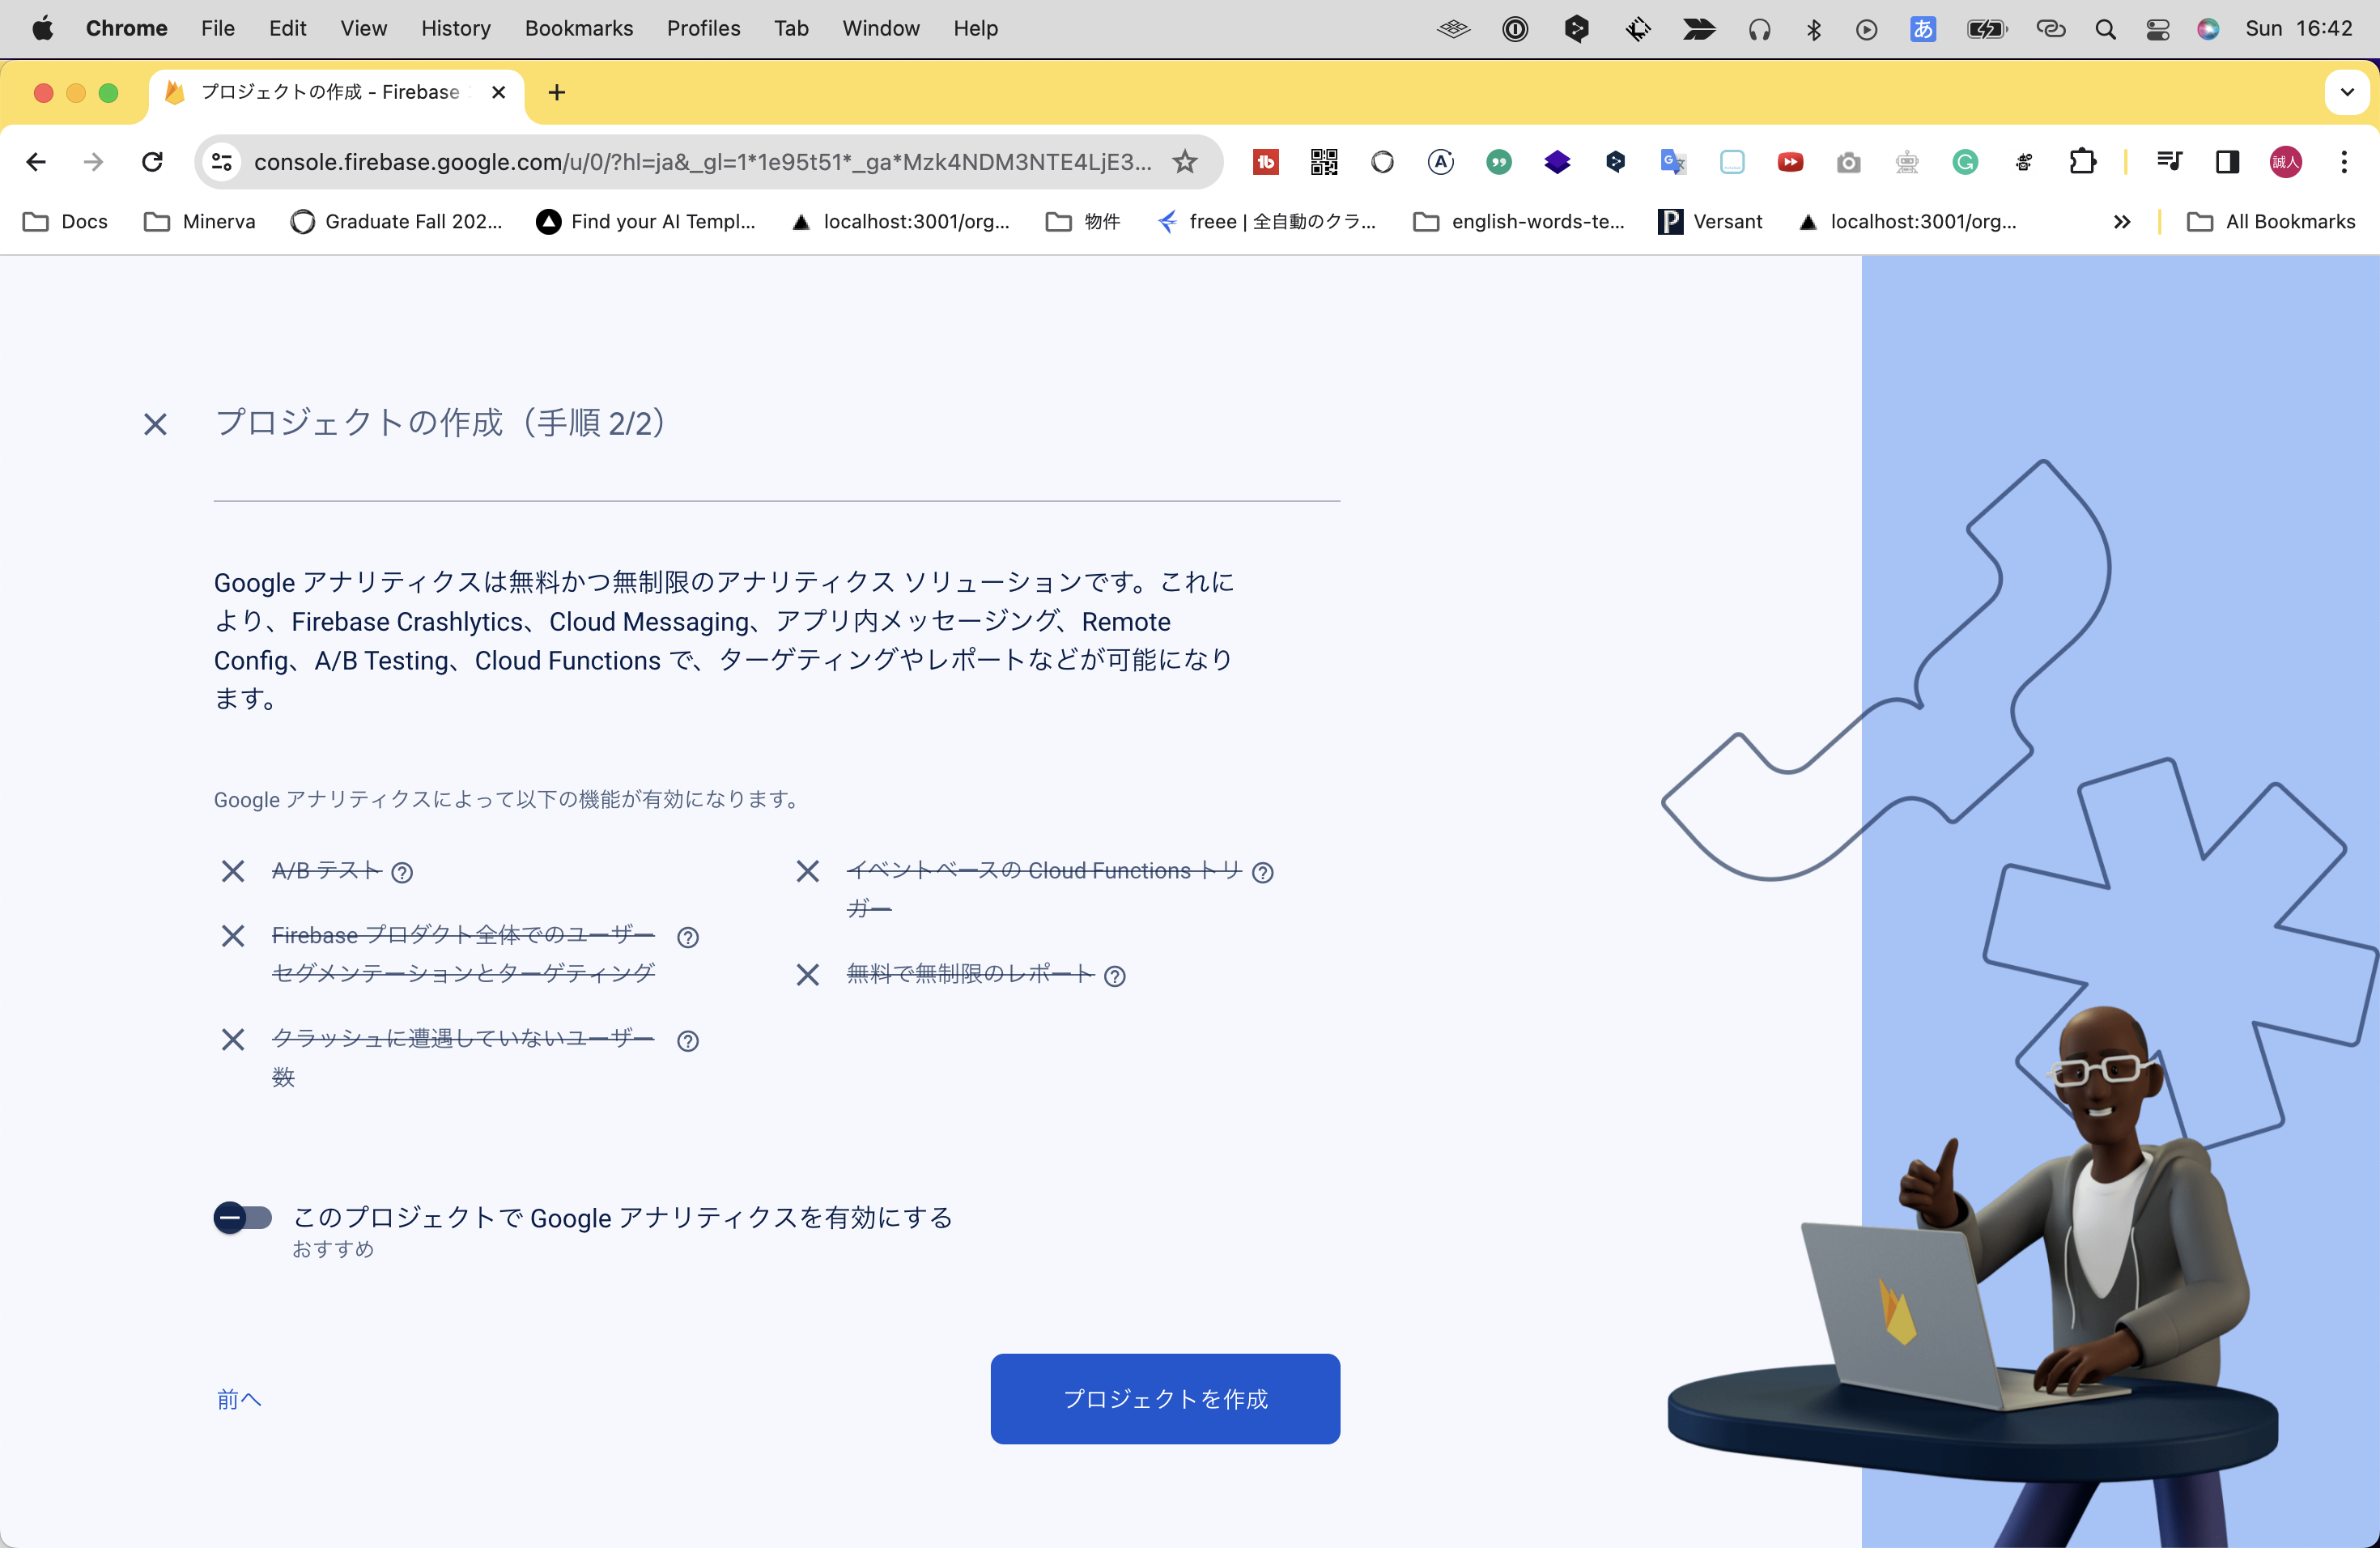 Chrome File Edit View History Bookmarks Profiles Tab Window Help あ Sun 16:42
プロジェクトの作成 - Firebase
console.firebase.google.com/u/0/?hl=ja&_gl=1*1e95t51*_ga*Mzk4NDM3NTE4LjE3... 誠人
Docs Minerva Graduate Fall 202... Find your AI Templ... localhost:3001/org... 物件 freee | 全自動のクラ... english-words-te... Versant localhost:3001/org... All Bookmarks
プロジェクトの作成（手順 2/2）
Google アナリティクスは無料かつ無制限のアナリティクス ソリューションです。これに
より、Firebase Crashlytics、Cloud Messaging、アプリ内メッセージング、Remote
Config、A/B Testing、Cloud Functions で、ターゲティングやレポートなどが可能になり
ます。
Google アナリティクスによって以下の機能が有効になります。
A/B テスト
Firebase プロダクト全体でのユーザー
セグメンテーションとターゲティング
クラッシュに遭遇していないユーザー
数
イベントベースの Cloud Functions トリ
ガー
無料で無制限のレポート
このプロジェクトで Google アナリティクスを有効にする
おすすめ
前へ
プロジェクトを作成